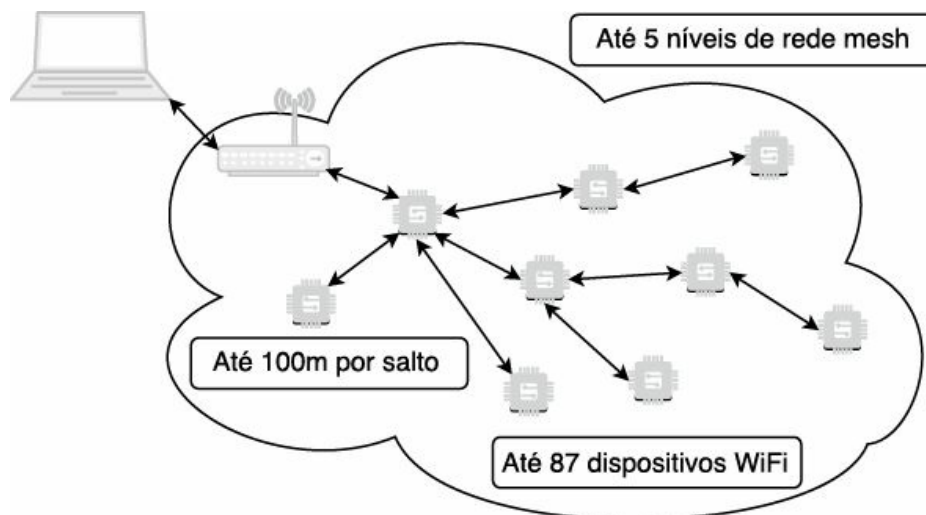 Até 5 níveis de rede mesh
Até 100m por salto
Até 87 dispositivos WiFi